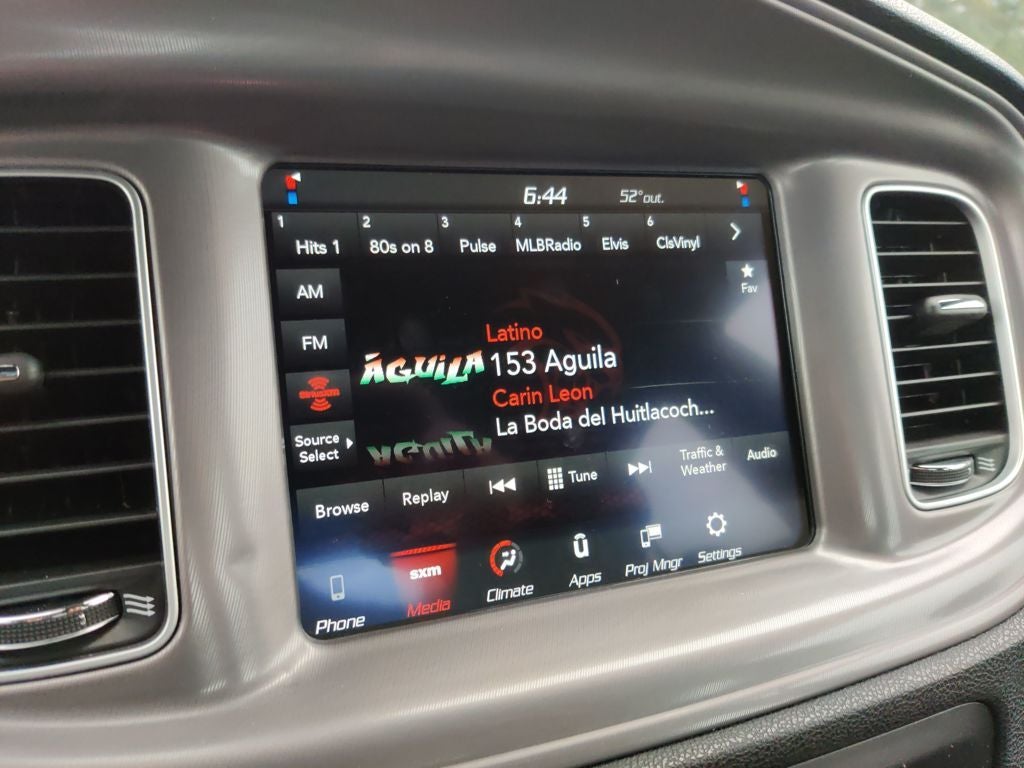 6:44 52° out.
1 2 3 4 5 6
Hits 1 80s on 8 Pulse MLBRadio Elvis ClsVinyl
AM
Fav
FM
Latino
ÁGUILA 153 Aguila
siriusxm
Carin Leon
La Boda del Huitlacoch...
Source
Select
Browse Replay Tune Traffic &
Weather Audio
sxm
Phone Media Climate Apps Proj Mngr Settings